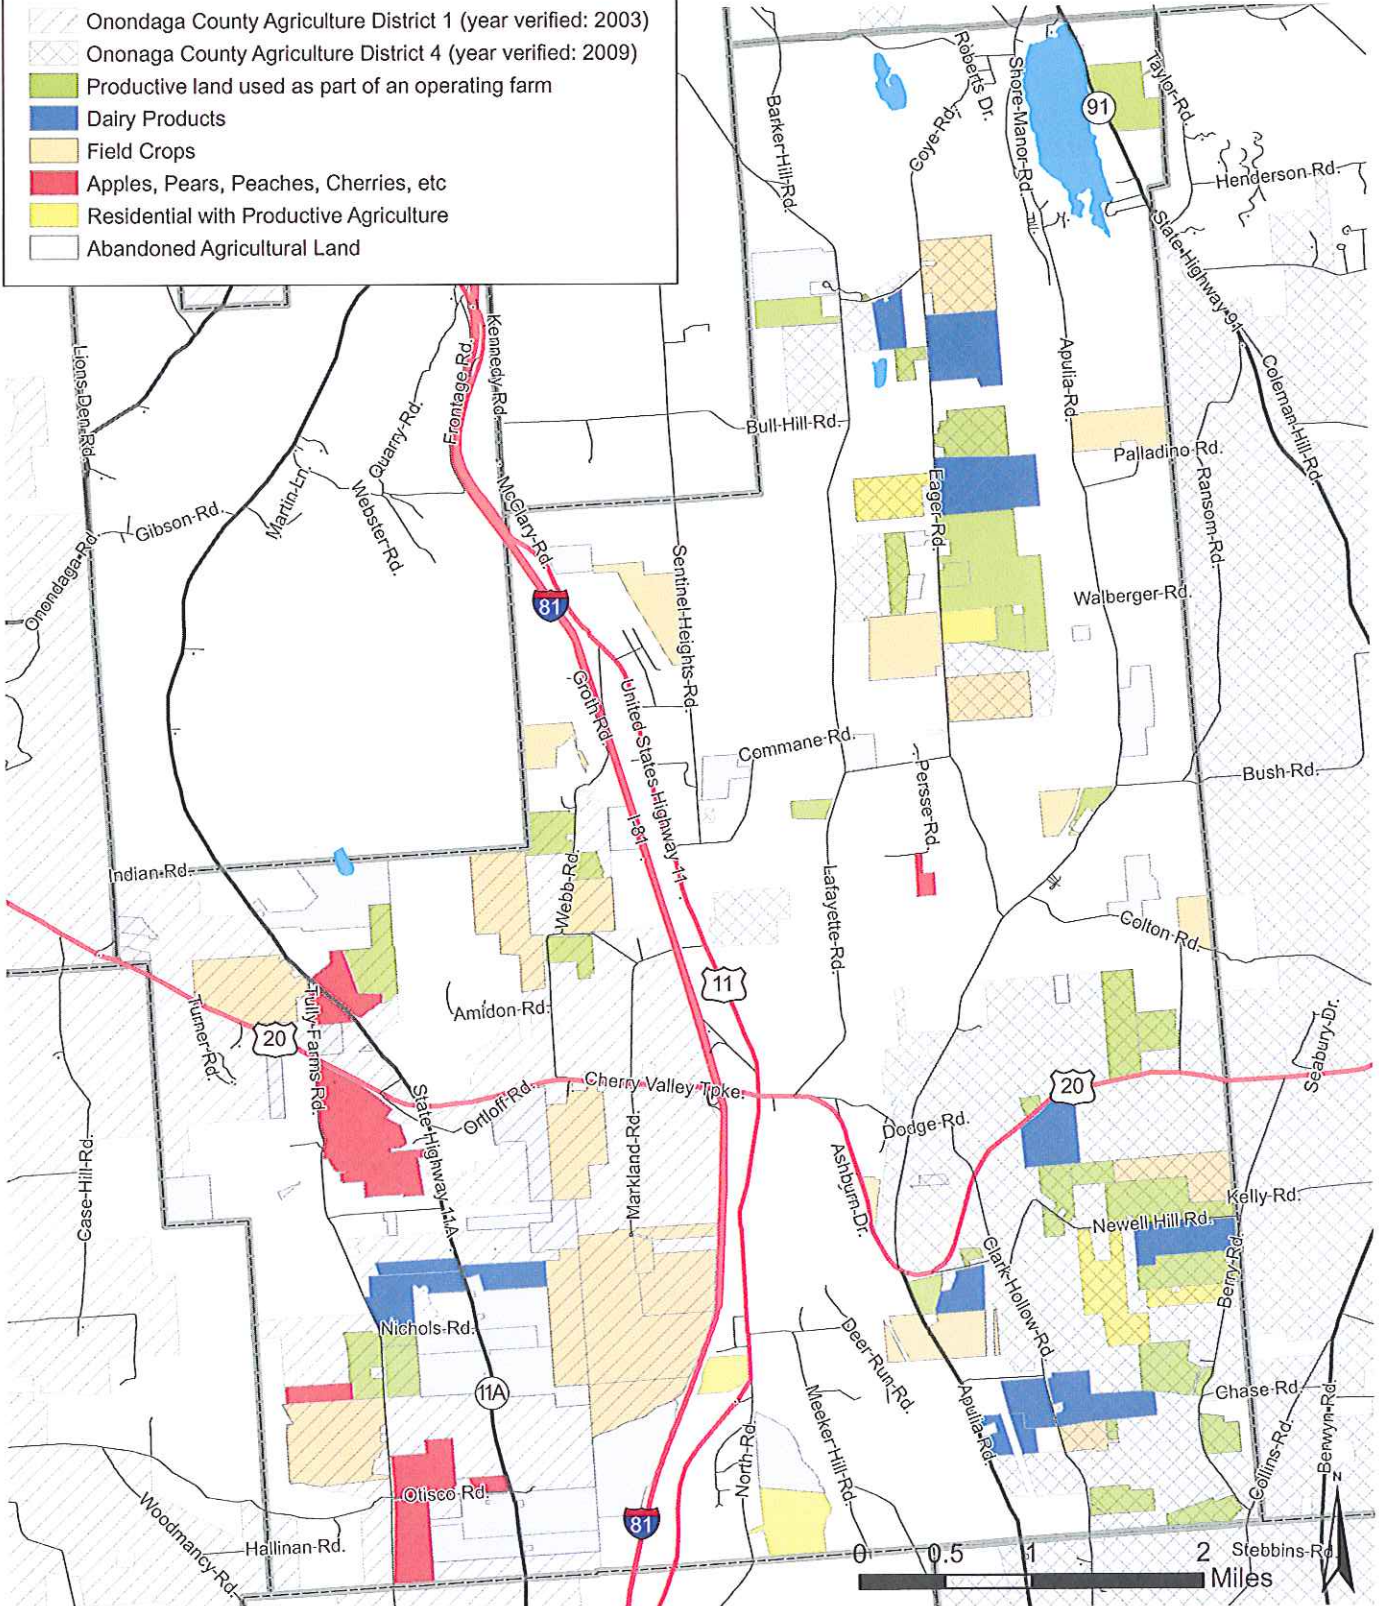 Onondaga County Agriculture District 1 (year verified: 2003)
Ononaga County Agriculture District 4 (year verified: 2009)
Productive land used as part of an operating farm
Dairy Products
Field Crops
Apples, Pears, Peaches, Cherries, etc
Residential with Productive Agriculture
Abandoned Agricultural Land
Roberts Dr.
Shore-Manor-Rd.
91
Taylor-Rd.
Barker-Hill-Rd.
Coye-Rd.
Henderson-Rd.
State-Highway-91
Lions-Den-Rd.
Frontage-Rd.
Kennedy-Rd.
Apulia-Rd.
Coleman-Hill-Rd.
Quarry-Rd.
Bull-Hill-Rd.
Palladino-Rd.
Martin-Ln.
Webster-Rd.
McClary-Rd.
Eager-Rd.
Ransom-Rd.
Gibson-Rd.
Onondaga-Rd.
Sentinel-Heights-Rd.
81
Walberger-Rd.
Groth Rd.
United-States-Highway-11
Commane-Rd.
Persse-Rd.
Bush-Rd.
I-81
Indian-Rd.
Webb-Rd.
Lafayette-Rd.
Colton-Rd.
11
Turner-Rd.
20
Tully-Farms Rd.
Amidon-Rd.
Seabury-Dr.
State-Highway-11A
Ortloff-Rd.
Cherry Valley Tpke.
20
Dodge-Rd.
Case-Hill-Rd.
Markland-Rd.
Ashburn-Dr.
Kelly-Rd.
Newell Hill Rd.
Clark-Hollow-Rd
Berry-Rd.
Nichols-Rd.
Deer-Run-Rd.
11A
Meeker-Hill-Rd.
Apulia-Rd.
Chase-Rd.
Collins-Rd.
Berwyn-Rd.
North-Rd.
Otisco Rd.
Woodmancy-Rd.
Hallinan-Rd.
81
N
Stebbins-Rd.
0 0.5 1 2
Miles